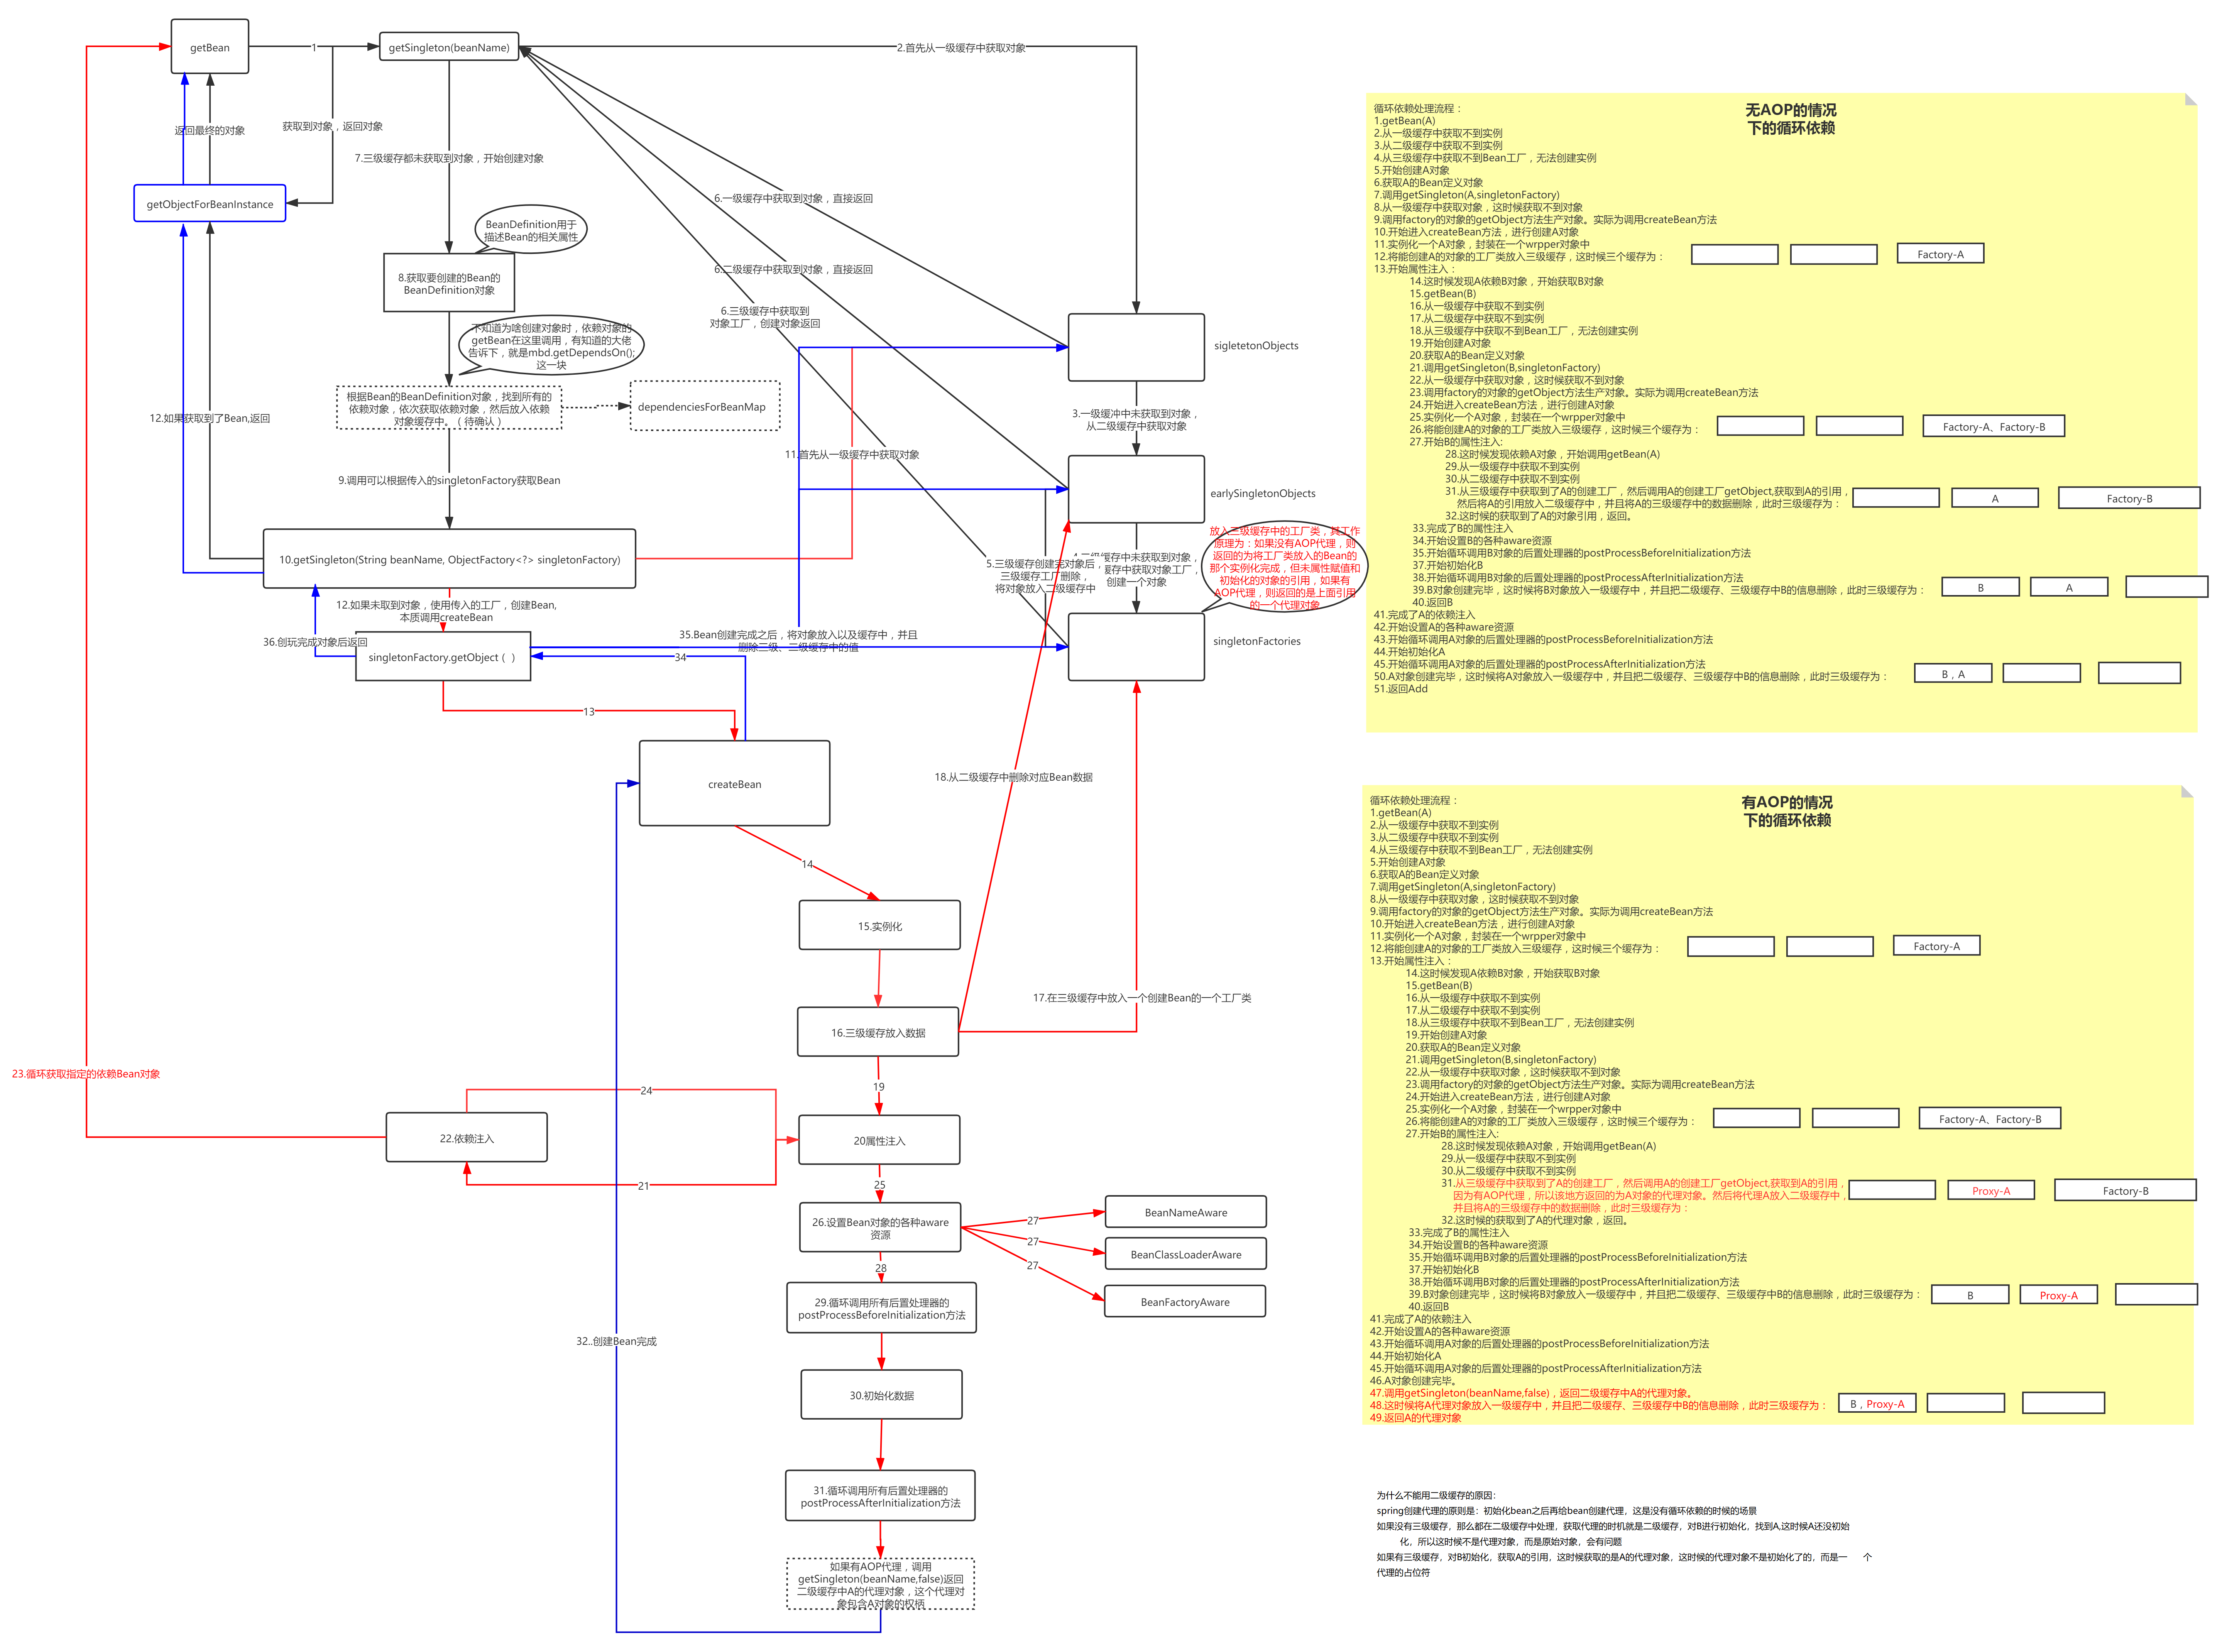 getBean
1
getSingleton(beanName)
2.首先从一级缓存中获取对象
返回最终的对象
获取到对象，返回对象
7.三级缓存都未获取到对象，开始创建对象
getObjectForBeanInstance
BeanDefinition用于
描述Bean的相关属性
6.一级缓存中获取到对象，直接返回
6.二级缓存中获取到对象，直接返回
6.三级缓存中获取到
对象工厂，创建对象返回
8.获取要创建的Bean的
BeanDefinition对象
不知道为啥创建对象时，依赖对象的
getBean在这里调用，有知道的大佬
告诉下，就是mbd.getDependsOn();
这一块
sigletetonObjects
根据Bean的BeanDefinition对象，找到所有的
依赖对象，依次获取依赖对象，然后放入依赖
对象缓存中。（待确认）
dependenciesForBeanMap
12.如果获取到了Bean,返回
3.一级缓冲中未获取到对象，
从二级缓存中获取对象
11.首先从一级缓存中获取对象
9.调用可以根据传入的singletonFactory获取Bean
earlySingletonObjects
10.getSingleton(String beanName, ObjectFactory<?> singletonFactory)
放入三级缓存中的工厂类，其工作
原理为：如果没有AOP代理，则
返回的为将工厂类放入的Bean的
那个实例化完成，但未属性赋值和
初始化的对象的引用，如果有
AOP代理，则返回的是上面引用
的一个代理对象
级缓存中未获取到对象，
缓存中获取对象工厂，
创建一个对象
5.三级缓存创建完对象后，
三级缓存工厂删除，
将对象放入二级缓存中
12.如果未取到对象，使用传入的工厂，创建Bean,
本质调用createBean
36.创玩完成对象后返回
singletonFactory.getObject（ ）
35.Bean创建完成之后，将对象放入以及缓存中，并且
删除三级、二级缓存中的值
34
singletonFactories
13
createBean
18.从二级缓存中删除对应Bean数据
14
15.实例化
17.在三级缓存中放入一个创建Bean的一个工厂类
16.三级缓存放入数据
23.循环获取指定的依赖Bean对象
19
24
22.依赖注入
20属性注入
21
25
26.设置Bean对象的各种aware
资源
27
27
27
BeanNameAware
BeanClassLoaderAware
BeanFactoryAware
28
29.循环调用所有后置处理器的
postProcessBeforeInitialization方法
32..创建Bean完成
30.初始化数据
31.循环调用所有后置处理器的
postProcessAfterInitialization方法
如果有AOP代理，调用
getSingleton(beanName,false)返回
二级缓存中A的代理对象，这个代理对
象包含A对象的权柄
无AOP的情况
下的循环依赖
循环依赖处理流程：
1.getBean(A)
2.从一级缓存中获取不到实例
3.从二级缓存中获取不到实例
4.从三级缓存中获取不到Bean工厂，无法创建实例
5.开始创建A对象
6.获取A的Bean定义对象
7.调用getSingleton(A,singletonFactory)
8.从一级缓存中获取对象，这时候获取不到对象
9.调用factory的对象的getObject方法生产对象。实际为调用createBean方法
10.开始进入createBean方法，进行创建A对象
11.实例化一个A对象，封装在一个wrpper对象中
12.将能创建A的对象的工厂类放入三级缓存，这时候三个缓存为： Factory-A
13.开始属性注入：
14.这时候发现A依赖B对象，开始获取B对象
15.getBean(B)
16.从一级缓存中获取不到实例
17.从二级缓存中获取不到实例
18.从三级缓存中获取不到Bean工厂，无法创建实例
19.开始创建A对象
20.获取A的Bean定义对象
21.调用getSingleton(B,singletonFactory)
22.从一级缓存中获取对象，这时候获取不到对象
23.调用factory的对象的getObject方法生产对象。实际为调用createBean方法
24.开始进入createBean方法，进行创建A对象
25.实例化一个A对象，封装在一个wrpper对象中
26.将能创建A的对象的工厂类放入三级缓存，这时候三个缓存为： Factory-A、Factory-B
27.开始B的属性注入:
28.这时候发现依赖A对象，开始调用getBean(A)
29.从一级缓存中获取不到实例
30.从二级缓存中获取不到实例
31.从三级缓存中获取到了A的创建工厂，然后调用A的创建工厂getObject,获取到A的引用，
然后将A的引用放入二级缓存中，并且将A的三级缓存中的数据删除，此时三级缓存为： A Factory-B
32.这时候的获取到了A的对象引用，返回。
33.完成了B的属性注入
34.开始设置B的各种aware资源
35.开始循环调用B对象的后置处理器的postProcessBeforeInitialization方法
37.开始初始化B
38.开始循环调用B对象的后置处理器的postProcessAfterInitialization方法
39.B对象创建完毕，这时候将B对象放入一级缓存中，并且把二级缓存、三级缓存中B的信息删除，此时三级缓存为： B A
40.返回B
41.完成了A的依赖注入
42.开始设置A的各种aware资源
43.开始循环调用A对象的后置处理器的postProcessBeforeInitialization方法
44.开始初始化A
45.开始循环调用A对象的后置处理器的postProcessAfterInitialization方法
50.A对象创建完毕，这时候将A对象放入一级缓存中，并且把二级缓存、三级缓存中B的信息删除，此时三级缓存为： B，A
51.返回Add
有AOP的情况
下的循环依赖
循环依赖处理流程：
1.getBean(A)
2.从一级缓存中获取不到实例
3.从二级缓存中获取不到实例
4.从三级缓存中获取不到Bean工厂，无法创建实例
5.开始创建A对象
6.获取A的Bean定义对象
7.调用getSingleton(A,singletonFactory)
8.从一级缓存中获取对象，这时候获取不到对象
9.调用factory的对象的getObject方法生产对象。实际为调用createBean方法
10.开始进入createBean方法，进行创建A对象
11.实例化一个A对象，封装在一个wrpper对象中
12.将能创建A的对象的工厂类放入三级缓存，这时候三个缓存为： Factory-A
13.开始属性注入：
14.这时候发现A依赖B对象，开始获取B对象
15.getBean(B)
16.从一级缓存中获取不到实例
17.从二级缓存中获取不到实例
18.从三级缓存中获取不到Bean工厂，无法创建实例
19.开始创建A对象
20.获取A的Bean定义对象
21.调用getSingleton(B,singletonFactory)
22.从一级缓存中获取对象，这时候获取不到对象
23.调用factory的对象的getObject方法生产对象。实际为调用createBean方法
24.开始进入createBean方法，进行创建A对象
25.实例化一个A对象，封装在一个wrpper对象中
26.将能创建A的对象的工厂类放入三级缓存，这时候三个缓存为： Factory-A、Factory-B
27.开始B的属性注入:
28.这时候发现依赖A对象，开始调用getBean(A)
29.从一级缓存中获取不到实例
30.从二级缓存中获取不到实例
31.从三级缓存中获取到了A的创建工厂，然后调用A的创建工厂getObject,获取到A的引用，
因为有AOP代理，所以该地方返回的为A对象的代理对象。然后将代理A放入二级缓存中， Proxy-A Factory-B
并且将A的三级缓存中的数据删除，此时三级缓存为：
32.这时候的获取到了A的代理对象，返回。
33.完成了B的属性注入
34.开始设置B的各种aware资源
35.开始循环调用B对象的后置处理器的postProcessBeforeInitialization方法
37.开始初始化B
38.开始循环调用B对象的后置处理器的postProcessAfterInitialization方法
39.B对象创建完毕，这时候将B对象放入一级缓存中，并且把二级缓存、三级缓存中B的信息删除，此时三级缓存为： B Proxy-A
40.返回B
41.完成了A的依赖注入
42.开始设置A的各种aware资源
43.开始循环调用A对象的后置处理器的postProcessBeforeInitialization方法
44.开始初始化A
45.开始循环调用A对象的后置处理器的postProcessAfterInitialization方法
46.A对象创建完毕。
47.调用getSingleton(beanName,false)，返回二级缓存中A的代理对象。
48.这时候将A代理对象放入一级缓存中，并且把二级缓存、三级缓存中B的信息删除，此时三级缓存为： B，Proxy-A
49.返回A的代理对象
为什么不能用二级缓存的原因：
spring创建代理的原则是：初始化bean之后再给bean创建代理，这是没有循环依赖的时候的场景
如果没有三级缓存，那么都在二级缓存中处理，获取代理的时机就是二级缓存，对B进行初始化，找到A,这时候A还没初始
化，所以这时候不是代理对象，而是原始对象，会有问题
如果有三级缓存，对B初始化，获取A的引用，这时候获取的是A的代理对象，这时候的代理对象不是初始化了的，而是一 个
代理的占位符